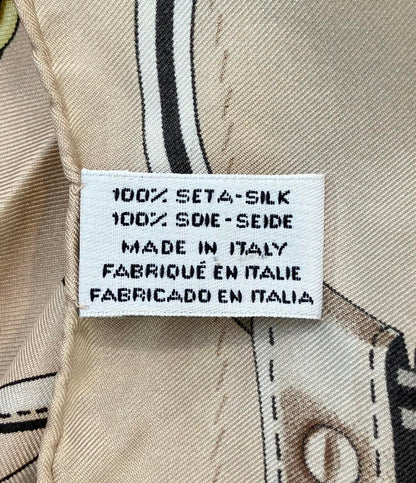 100% SETA-SILK
100% SOIE-SEIDE
MADE IN ITALY
FABRIQUÉ EN ITALIE
FABRICADO EN ITALIA